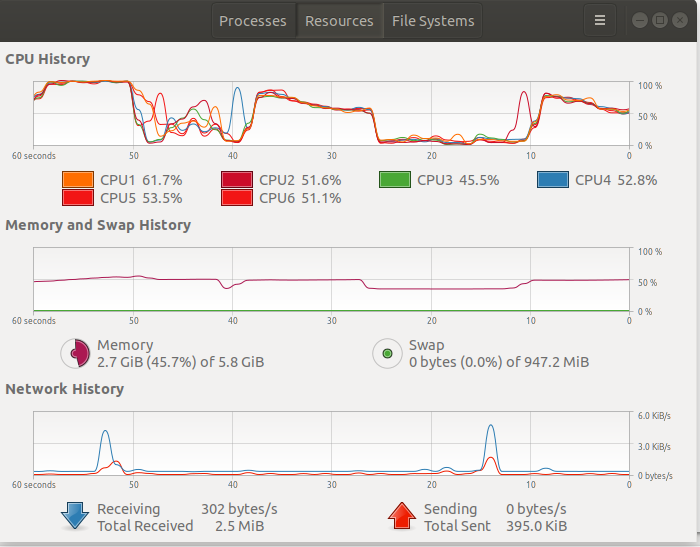 Processes Resources File Systems
CPU History
100 %
50 %
0 %
60 seconds 50 40 30 20 10 0
CPU1 61.7% CPU2 51.6% CPU3 45.5% CPU4 52.8%
CPU5 53.5% CPU6 51.1%
Memory and Swap History
100 %
50 %
0 %
60 seconds 50 40 30 20 10 0
Memory Swap
2.7 GiB (45.7%) of 5.8 GiB 0 bytes (0.0%) of 947.2 MiB
Network History
6.0 KiB/s
3.0 KiB/s
0 bytes/s
60 seconds 50 40 30 20 10 0
Receiving 302 bytes/s Sending 0 bytes/s
Total Received 2.5 MiB Total Sent 395.0 KiB